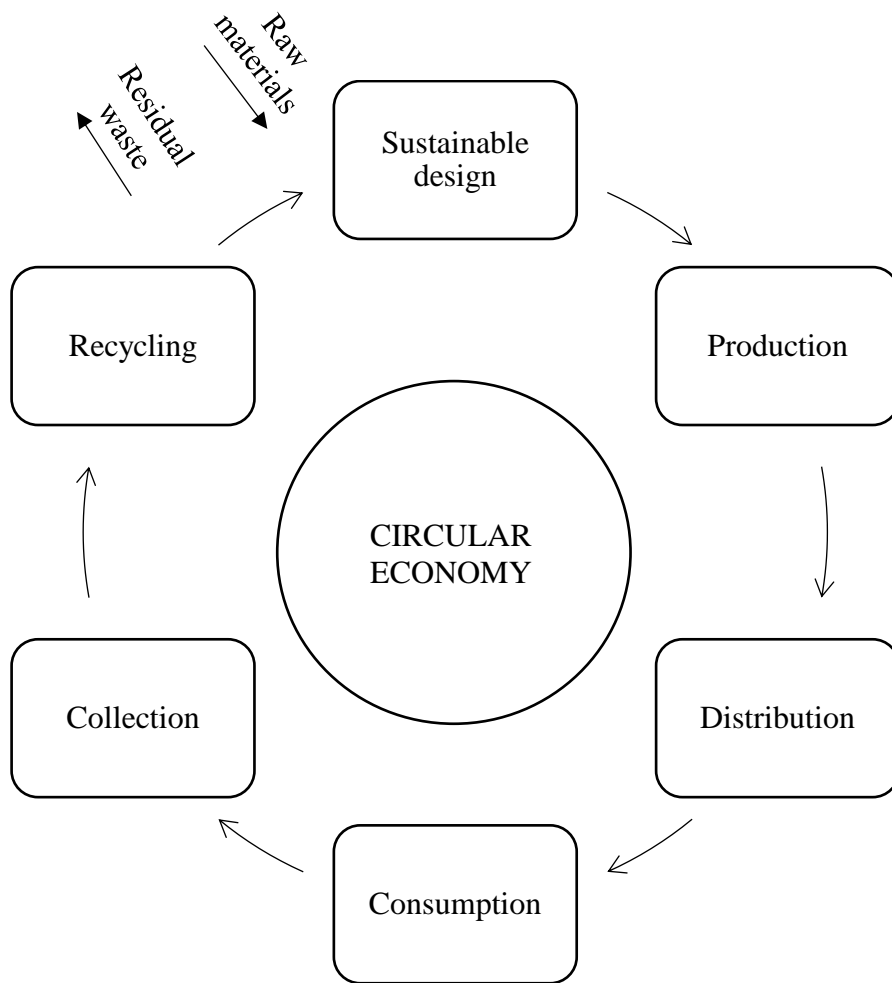 Raw
materials
Residual
waste
Sustainable
design
Recycling
Production
CIRCULAR
ECONOMY
Collection
Distribution
Consumption